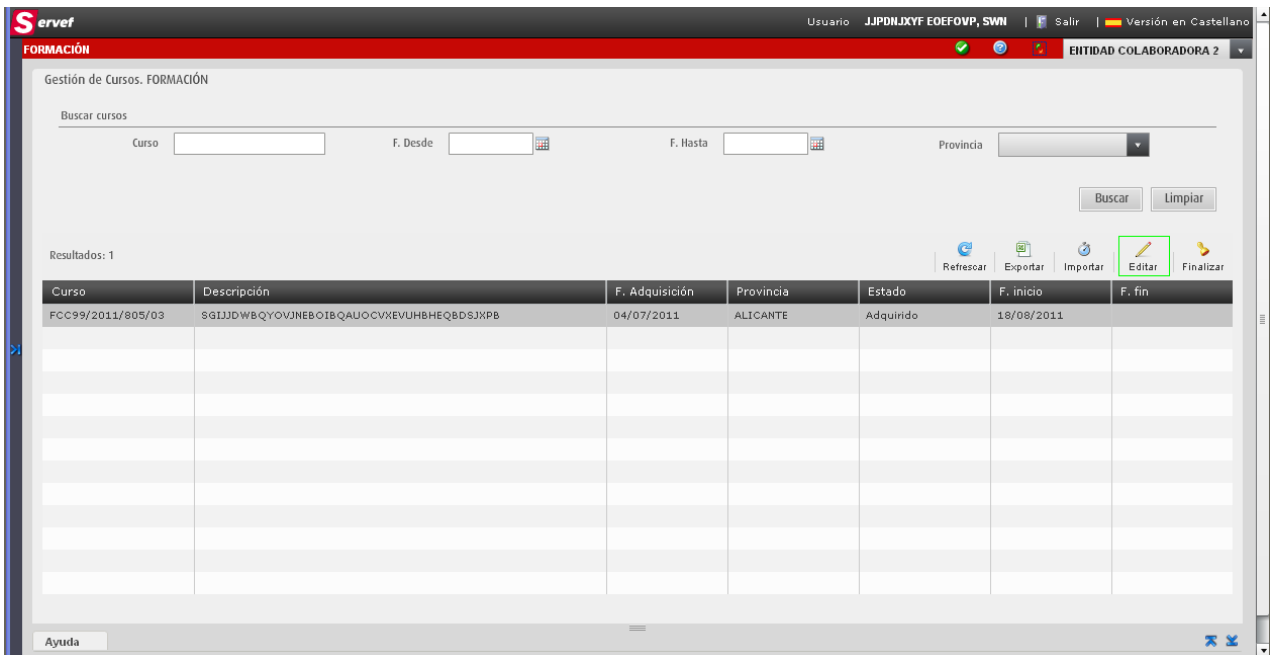 Servef Usuario JJPDNJXYF EOEFOVP, SWN | Salir | Versión en Castellano
FORMACIÓN ENTIDAD COLABORADORA 2
Gestión de Cursos. FORMACIÓN
Buscar cursos
Curso F. Desde F. Hasta Provincia
Buscar Limpiar
Resultados: 1 Refrescar Exportar Importar Editar Finalizar
Curso Descripción F. Adquisición Provincia Estado F. inicio F. fin
FCC99/2011/805/03 SGIJJDWBQYOVJNEBOIBQAUOCVXEVUHBHEQBDSJXPB 04/07/2011 ALICANTE Adquirido 18/08/2011
Ayuda